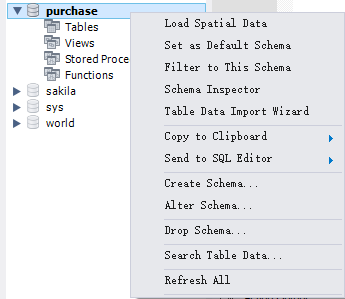 purchase
Tables
Views
Stored Proce
Functions
sakila
sys
world
Load Spatial Data
Set as Default Schema
Filter to This Schema
Schema Inspector
Table Data Import Wizard
Copy to Clipboard
Send to SQL Editor
Create Schema...
Alter Schema...
Drop Schema...
Search Table Data...
Refresh All